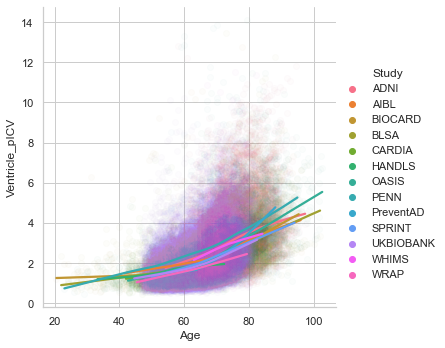 14
12
10
8
6
4
2
0
Ventricle_pICV
20
40
60
80
100
Age
Study
ADNI
AIBL
BIOCARD
BLSA
CARDIA
HANDLS
OASIS
PENN
PreventAD
SPRINT
UKBIOBANK
WHIMS
WRAP